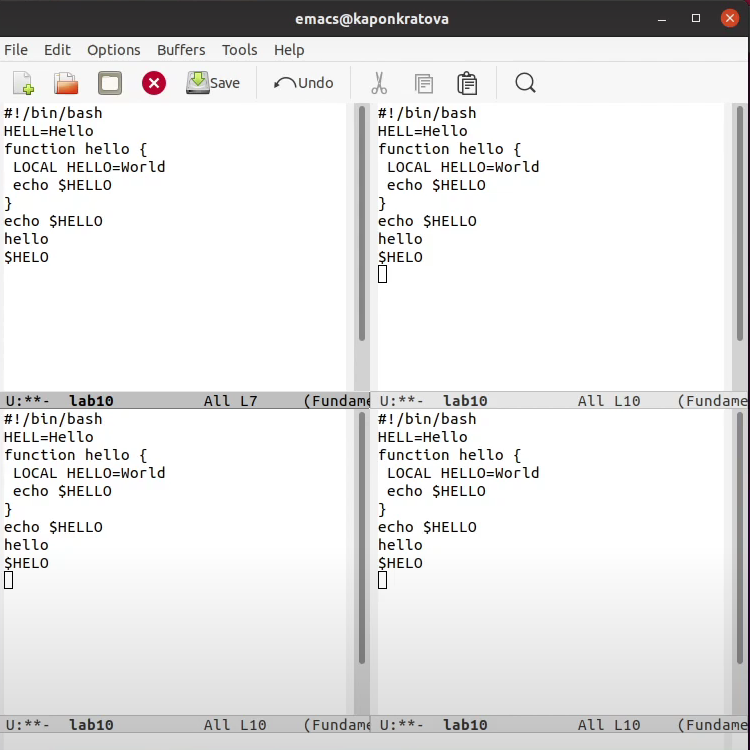 emacs@kaponkratova
File Edit Options Buffers Tools Help
Save Undo
#!/bin/bash
HELL=Hello
function hello {
 LOCAL HELLO=World
 echo $HELLO
}
echo $HELLO
hello
$HELO
U:**-  lab10          All L7     (Fundame
#!/bin/bash
HELL=Hello
function hello {
 LOCAL HELLO=World
 echo $HELLO
}
echo $HELLO
hello
$HELO
U:**-  lab10          All L10    (Fundame
#!/bin/bash
HELL=Hello
function hello {
 LOCAL HELLO=World
 echo $HELLO
}
echo $HELLO
hello
$HELO
U:**-  lab10          All L10    (Fundame
#!/bin/bash
HELL=Hello
function hello {
 LOCAL HELLO=World
 echo $HELLO
}
echo $HELLO
hello
$HELO
U:**-  lab10          All L10    (Fundame